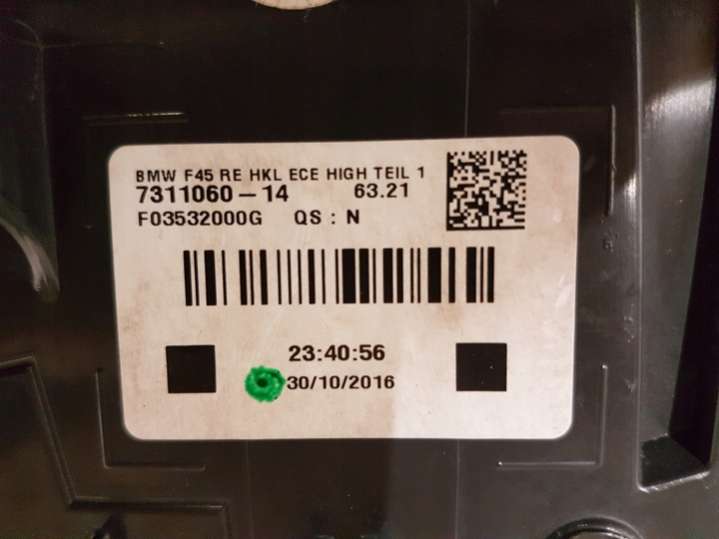 BMW F45 RE HKL ECE HIGH TEIL 1
7311060-14 63.21
F03532000G QS : N
23:40:56
30/10/2016